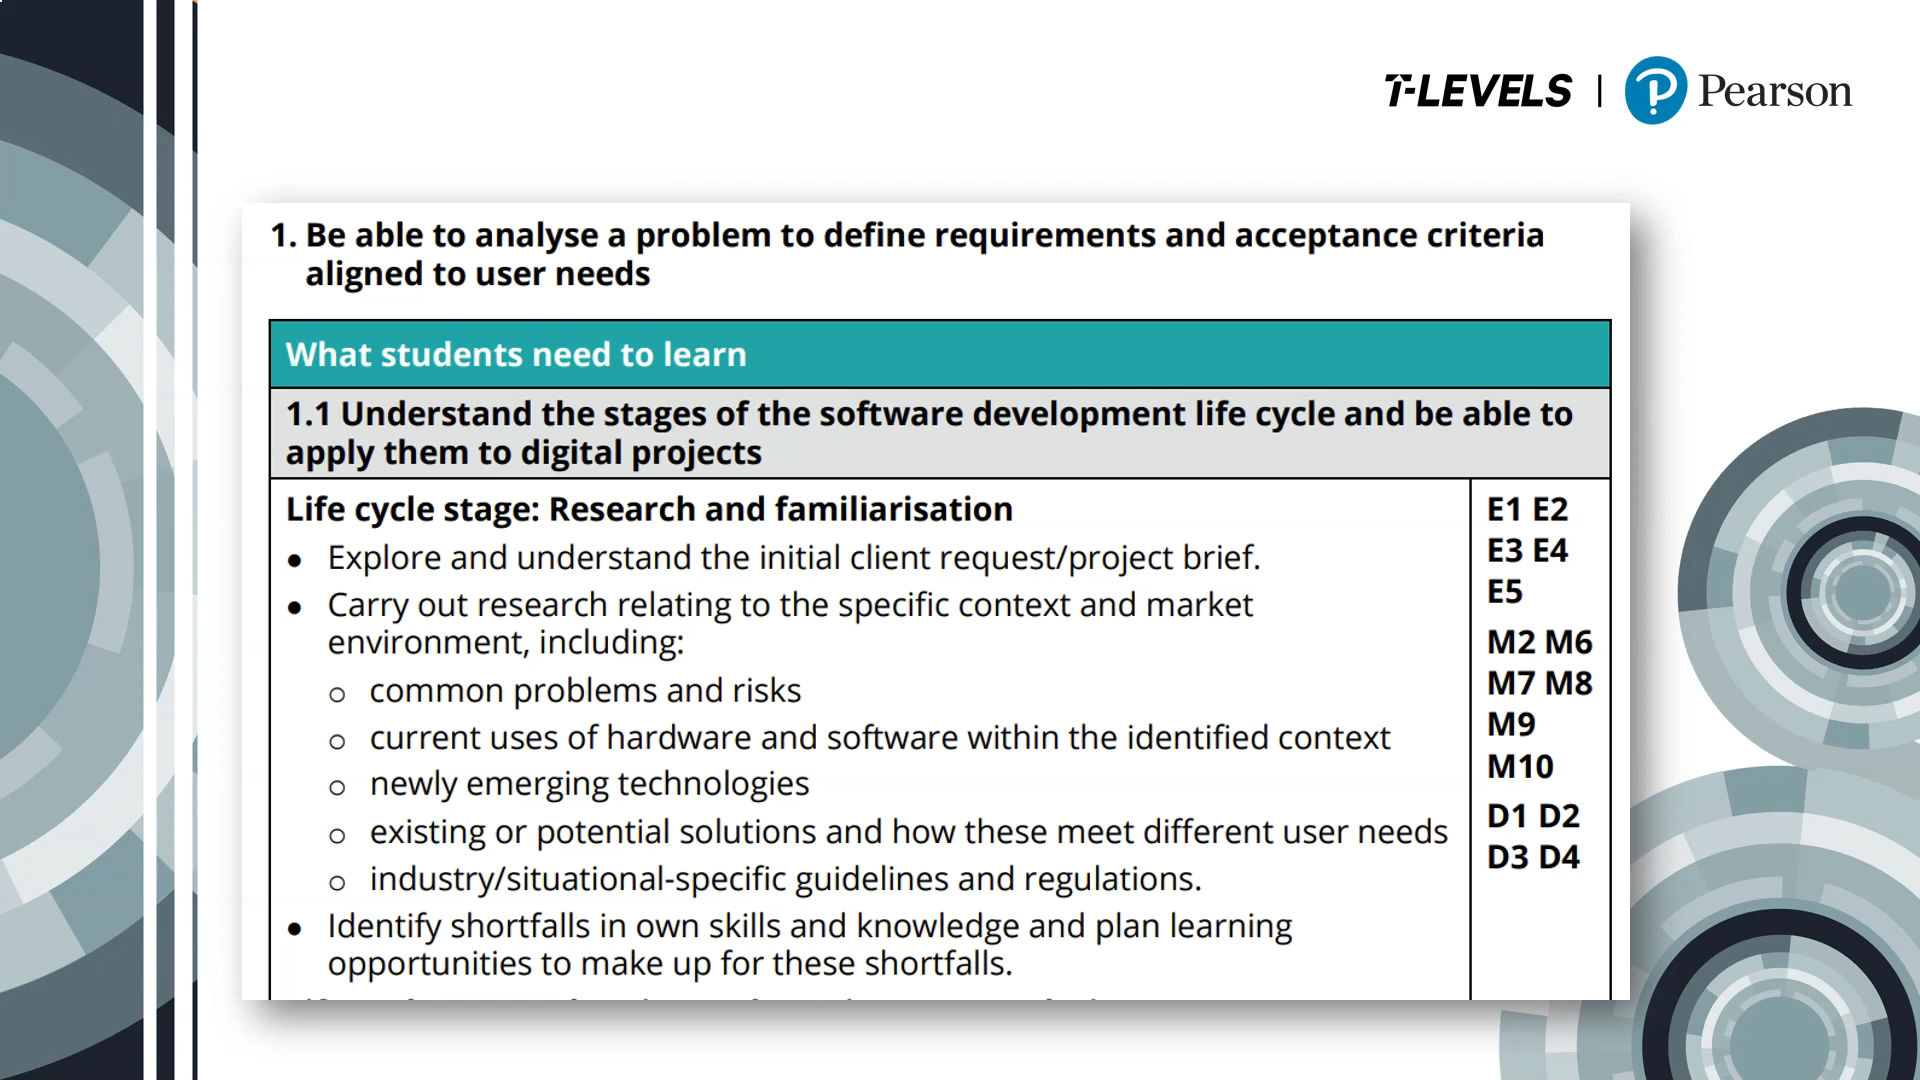 T-LEVELS | Pearson
1. Be able to analyse a problem to define requirements and acceptance criteria
aligned to user needs
What students need to learn
1.1 Understand the stages of the software development life cycle and be able to
apply them to digital projects
Life cycle stage: Research and familiarisation
● Explore and understand the initial client request/project brief.
● Carry out research relating to the specific context and market
environment, including:
o common problems and risks
o current uses of hardware and software within the identified context
o newly emerging technologies
o existing or potential solutions and how these meet different user needs
o industry/situational-specific guidelines and regulations.
● Identify shortfalls in own skills and knowledge and plan learning
opportunities to make up for these shortfalls.
E1 E2
E3 E4
E5
M2 M6
M7 M8
M9
M10
D1 D2
D3 D4